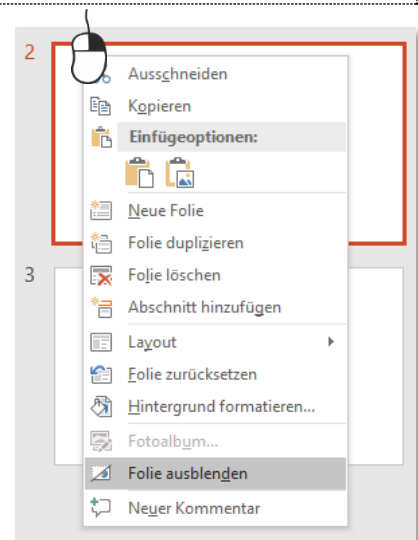 2
Ausschneiden
Kopieren
Einfügeoptionen:
Neue Folie
Folie duplizieren
Folie löschen
Abschnitt hinzufügen
Layout
Folie zurücksetzen
Hintergrund formatieren...
Fotoalbum...
Folie ausblenden
Neuer Kommentar
3